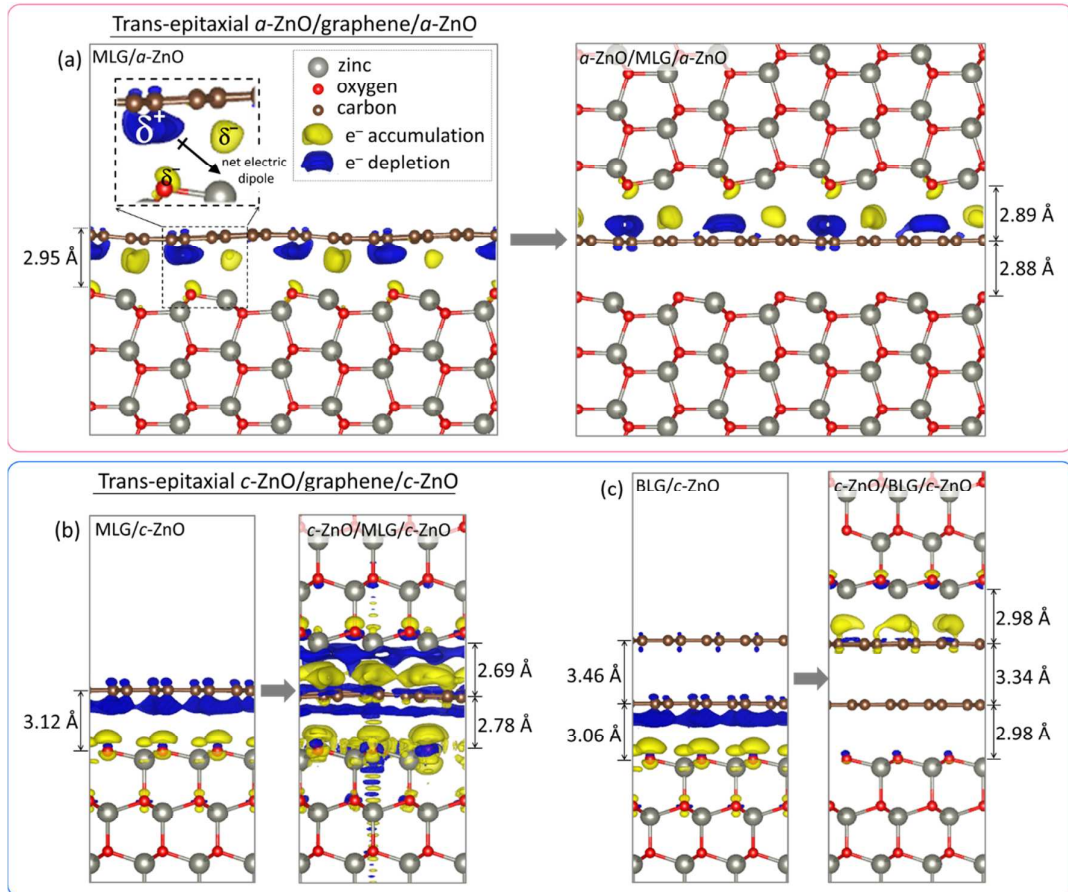 Trans-epitaxial a-ZnO/graphene/a-ZnO
(a)
MLG/a-ZnO
δ+
δ−
net electric
dipole
δ−
zinc
oxygen
carbon
e− accumulation
e− depletion
2.95 Å
a-ZnO/MLG/a-ZnO
2.89 Å
2.88 Å
Trans-epitaxial c-ZnO/graphene/c-ZnO
(b)
MLG/c-ZnO
3.12 Å
c-ZnO/MLG/c-ZnO
2.69 Å
2.78 Å
(c)
BLG/c-ZnO
3.46 Å
3.06 Å
c-ZnO/BLG/c-ZnO
2.98 Å
3.34 Å
2.98 Å